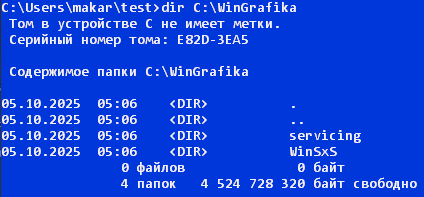 C:\Users\makar\test>dir C:\WinGrafika
Том в устройстве C не имеет метки.
Серийный номер тома: E82D-3EA5
Содержимое папки C:\WinGrafika
05.10.2025  05:06    <DIR>          .
05.10.2025  05:06    <DIR>          ..
05.10.2025  05:06    <DIR>          servicing
05.10.2025  05:06    <DIR>          WinSxS
0 файлов              0 байт
4 папок   4 524 728 320 байт свободно